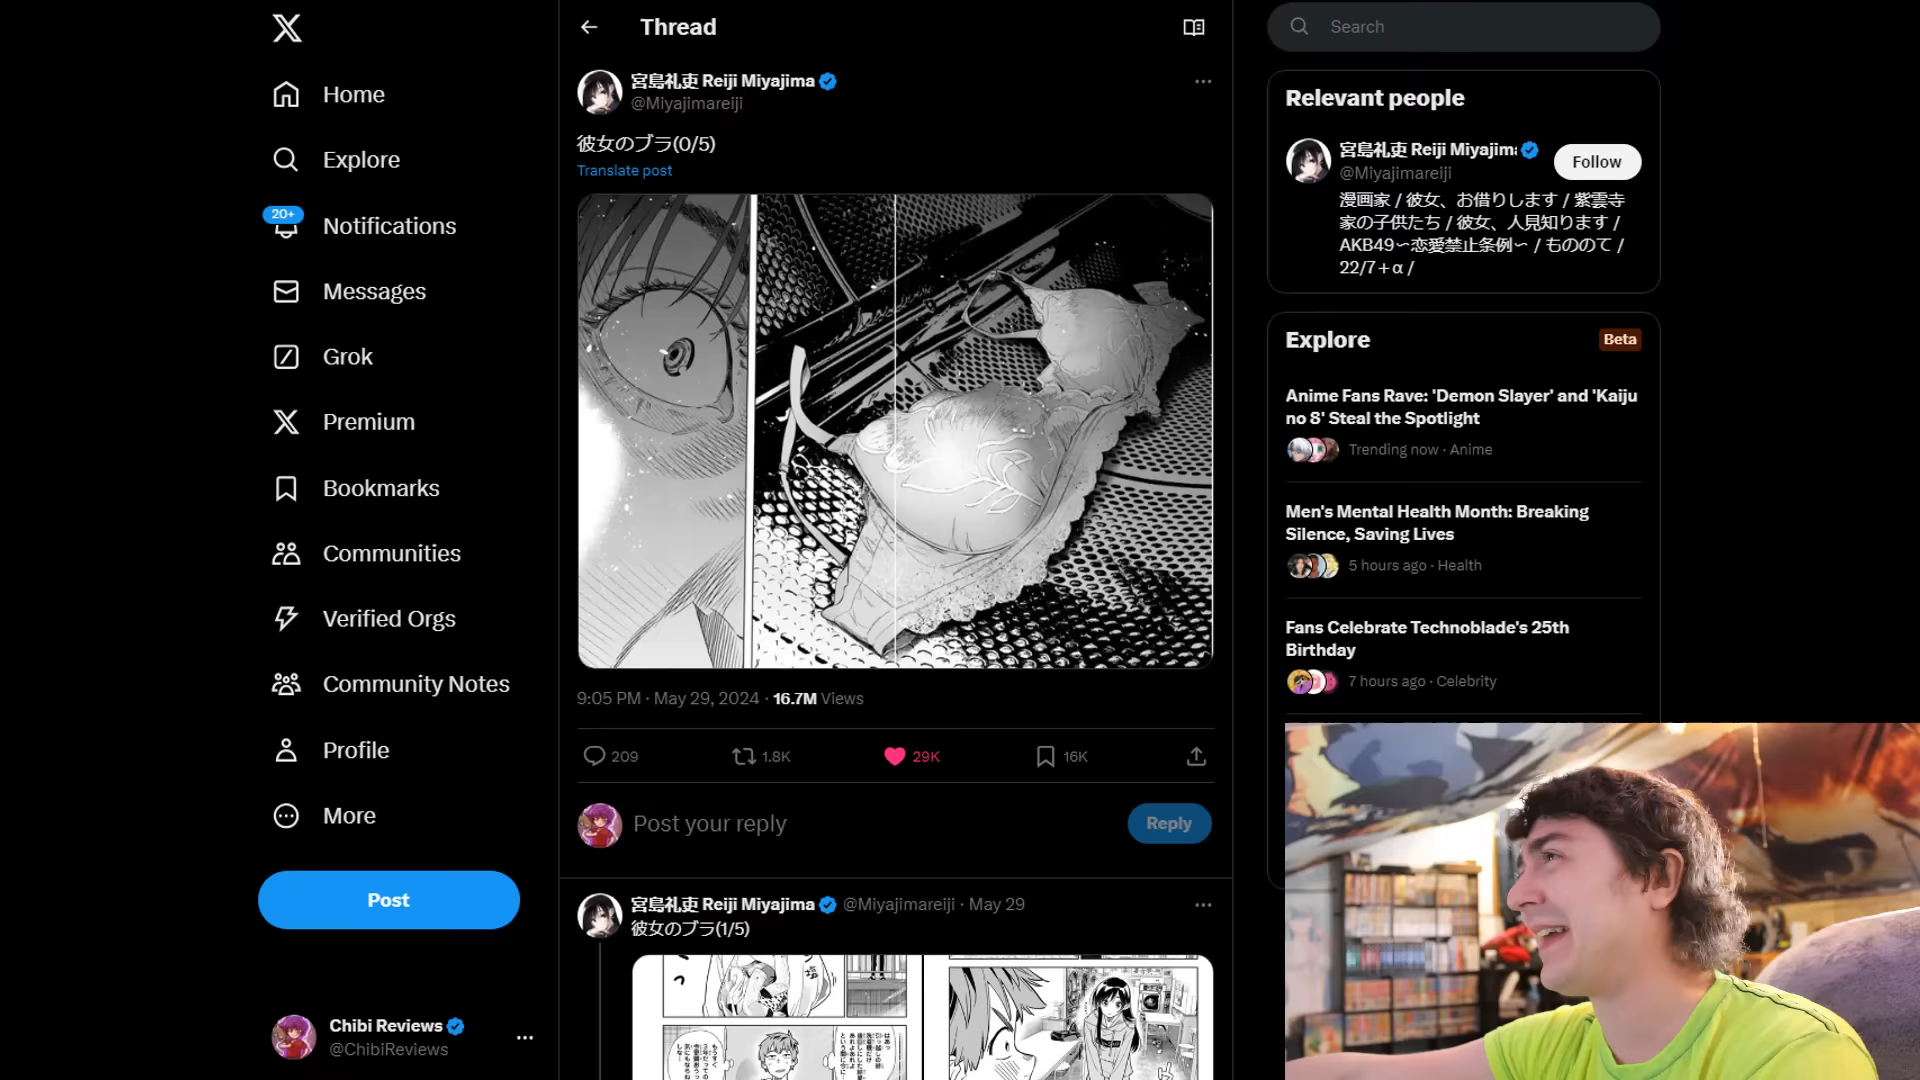 Home
Explore
20+
Notifications
Messages
Grok
Premium
Bookmarks
Communities
Verified Orgs
Community Notes
Profile
More
Post
Chibi Reviews
@ChibiReviews
Thread
宮島礼吏 Reiji Miyajima
@Miyajimareiji
彼女のブラ(0/5)
Translate post
9:05 PM · May 29, 2024 · 16.7M Views
209
1.8K
29K
16K
Post your reply
Reply
宮島礼吏 Reiji Miyajima @Miyajimareiji · May 29
彼女のブラ(1/5)
Search
Relevant people
宮島礼吏 Reiji Miyajima
@Miyajimareiji
Follow
漫画家 / 彼女、お借りします / 紫雲寺
家の子供たち / 彼女、人見知ります /
AKB49〜恋愛禁止条例〜 / もののて /
22/7＋α /
Explore
Beta
Anime Fans Rave: 'Demon Slayer' and 'Kaiju
no 8' Steal the Spotlight
Trending now · Anime
Men's Mental Health Month: Breaking
Silence, Saving Lives
5 hours ago · Health
Fans Celebrate Technoblade's 25th
Birthday
7 hours ago · Celebrity